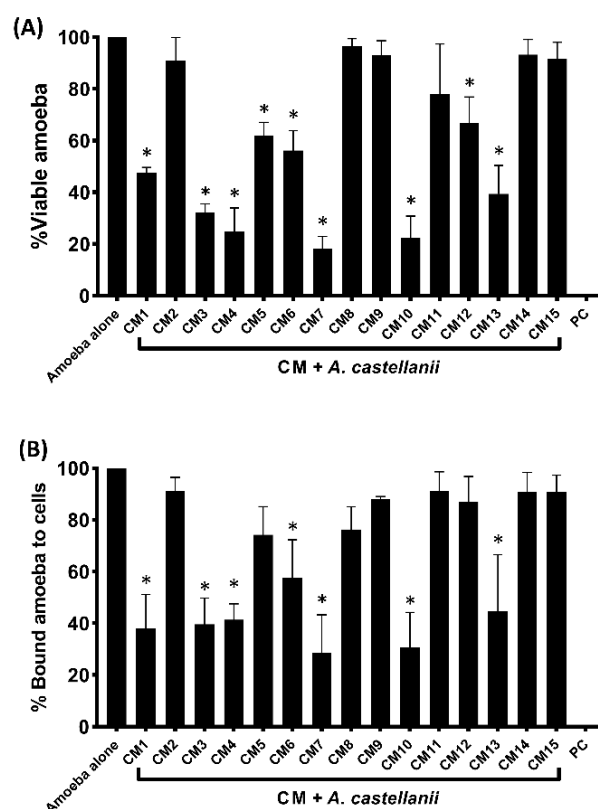 (A)
%Viable amoeba
100
80
60
40
20
0
* * * * * * * * *
Amoeba alone CM1 CM2 CM3 CM4 CM5 CM6 CM7 CM8 CM9 CM10 CM11 CM12 CM13 CM14 CM15 PC
CM + A. castellanii
(B)
% Bound amoeba to cells
100
80
60
40
20
0
* * * * * * *
Amoeba alone CM1 CM2 CM3 CM4 CM5 CM6 CM7 CM8 CM9 CM10 CM11 CM12 CM13 CM14 CM15 PC
CM + A. castellanii